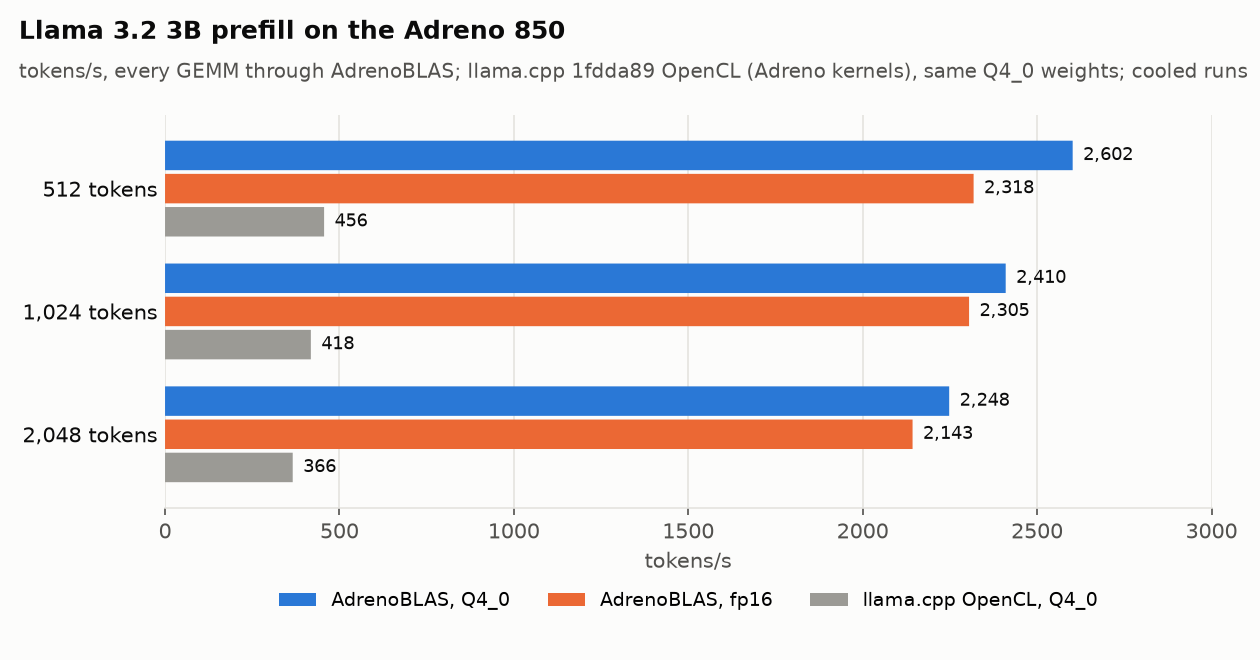 Llama 3.2 3B prefill on the Adreno 850
tokens/s, every GEMM through AdrenoBLAS; llama.cpp 1fdda89 OpenCL (Adreno kernels), same Q4_0 weights; cooled runs
2,602
512 tokens
2,318
456
2,410
1,024 tokens
2,305
418
2,248
2,048 tokens
2,143
366
0 500 1000 1500 2000 2500 3000
tokens/s
AdrenoBLAS, Q4_0 AdrenoBLAS, fp16 llama.cpp OpenCL, Q4_0